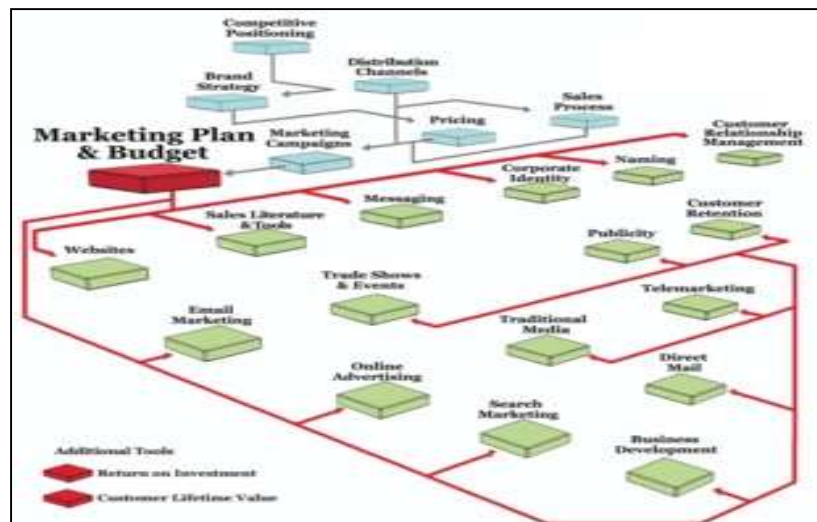 Competitive
Positioning
Distribution
Channels
Brand
Strategy
Sales
Process
Marketing Plan
& Budget
Marketing
Campaigns
Pricing
Customer
Relationship
Management
Naming
Corporate
Identity
Messaging
Sales Literature
& Tools
Websites
Customer
Retention
Publicity
Trade Shows
& Events
Telemarketing
Email
Marketing
Traditional
Media
Direct
Mail
Online
Advertising
Search
Marketing
Business
Development
Additional Tools
Return on Investment
Customer Lifetime Value